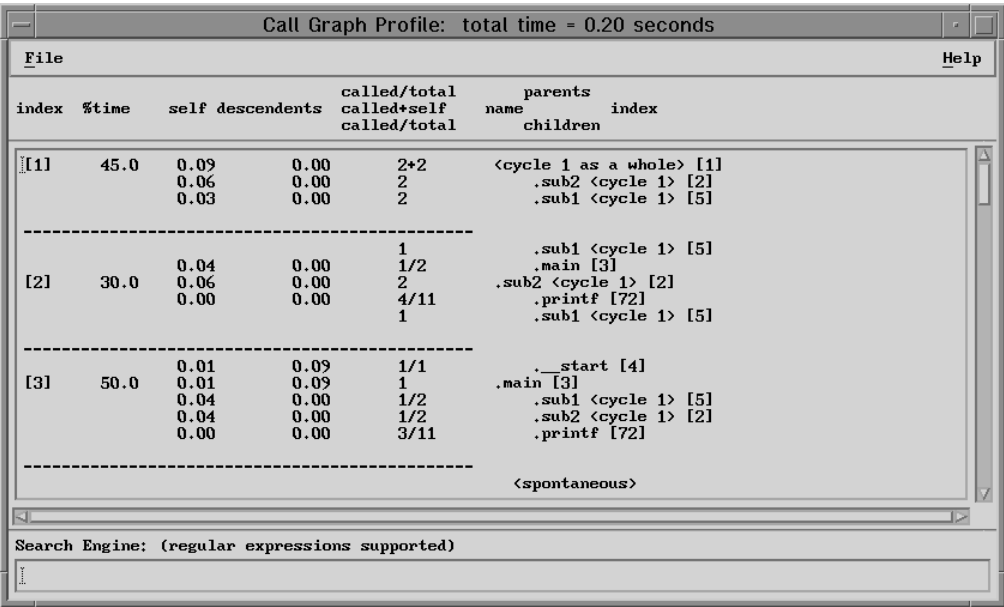 Call Graph Profile:  total time = 0.20 seconds
File Help
called/total parents
index %time self descendents called+self name index
called/total children
[1] 45.0 0.09 0.00 2+2 <cycle 1 as a whole> [1]
0.06 0.00 2 .sub2 <cycle 1> [2]
0.03 0.00 2 .sub1 <cycle 1> [5]
-----------------------------------------------
1 .sub1 <cycle 1> [5]
0.04 0.00 1/2 .main [3]
[2] 30.0 0.06 0.00 2 .sub2 <cycle 1> [2]
0.00 0.00 4/11 .printf [72]
1 .sub1 <cycle 1> [5]
-----------------------------------------------
0.01 0.09 1/1 .__start [4]
[3] 50.0 0.01 0.09 1 .main [3]
0.04 0.00 1/2 .sub1 <cycle 1> [5]
0.04 0.00 1/2 .sub2 <cycle 1> [2]
0.00 0.00 3/11 .printf [72]
-----------------------------------------------
<spontaneous>
Search Engine: (regular expressions supported)